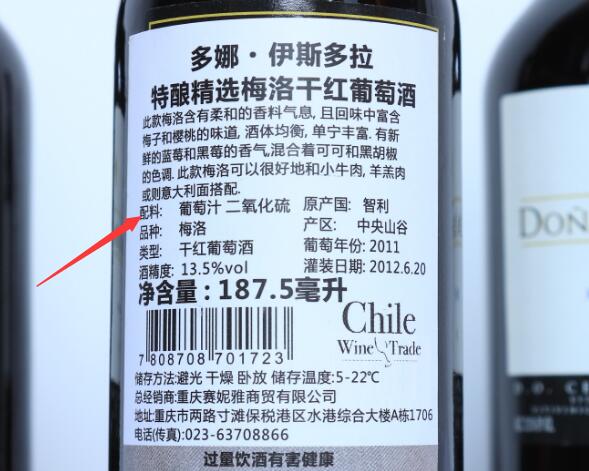 多娜·伊斯多拉
特酿精选梅洛干红葡萄酒
此款梅洛含有柔和的香料气息, 且回味中富含
梅子和樱桃的味道, 酒体均衡, 单宁丰富. 有新
鲜的蓝莓和黑莓的香气混合着可可和黑胡椒
的色调. 此款梅洛可以很好地和小牛肉, 羊羔肉
或则意大利面搭配.
配料: 葡萄汁 二氧化硫 原产国: 智利
品种: 梅洛 产区: 中央山谷
类型: 干红葡萄酒 葡萄年份: 2011
酒精度: 13.5%vol 灌装日期: 2012.6.20
净含量: 187.5毫升
Chile
Wine Trade
7 808708 701723
储存方法:避光 干燥 卧放 储存温度:5-22℃
总经销商:重庆赛妮雅商贸有限公司
地址:重庆市两路寸滩保税港区水港综合大楼A栋1706
电话(传真):023-63708866
过量饮酒有害健康
DOÑ
D.O. C